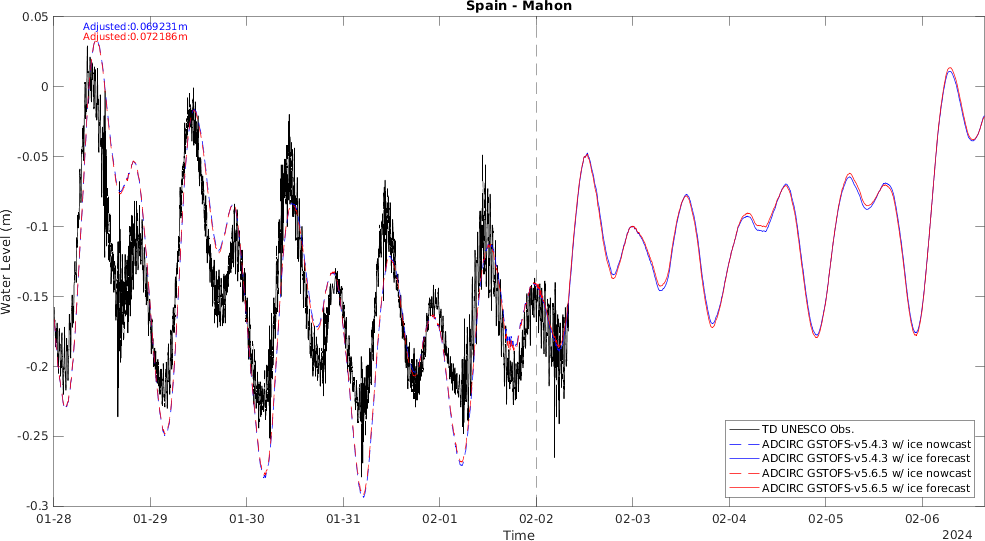 Spain - Mahon
Adjusted:0.069231m
Adjusted:0.072186m
0.05
0
-0.05
-0.1
-0.15
-0.2
-0.25
-0.3
Water Level (m)
01-28
01-29
01-30
01-31
02-01
02-02
02-03
02-04
02-05
02-06
Time
2024
TD UNESCO Obs.
ADCIRC GSTOFS-v5.4.3 w/ ice nowcast
ADCIRC GSTOFS-v5.4.3 w/ ice forecast
ADCIRC GSTOFS-v5.6.5 w/ ice nowcast
ADCIRC GSTOFS-v5.6.5 w/ ice forecast